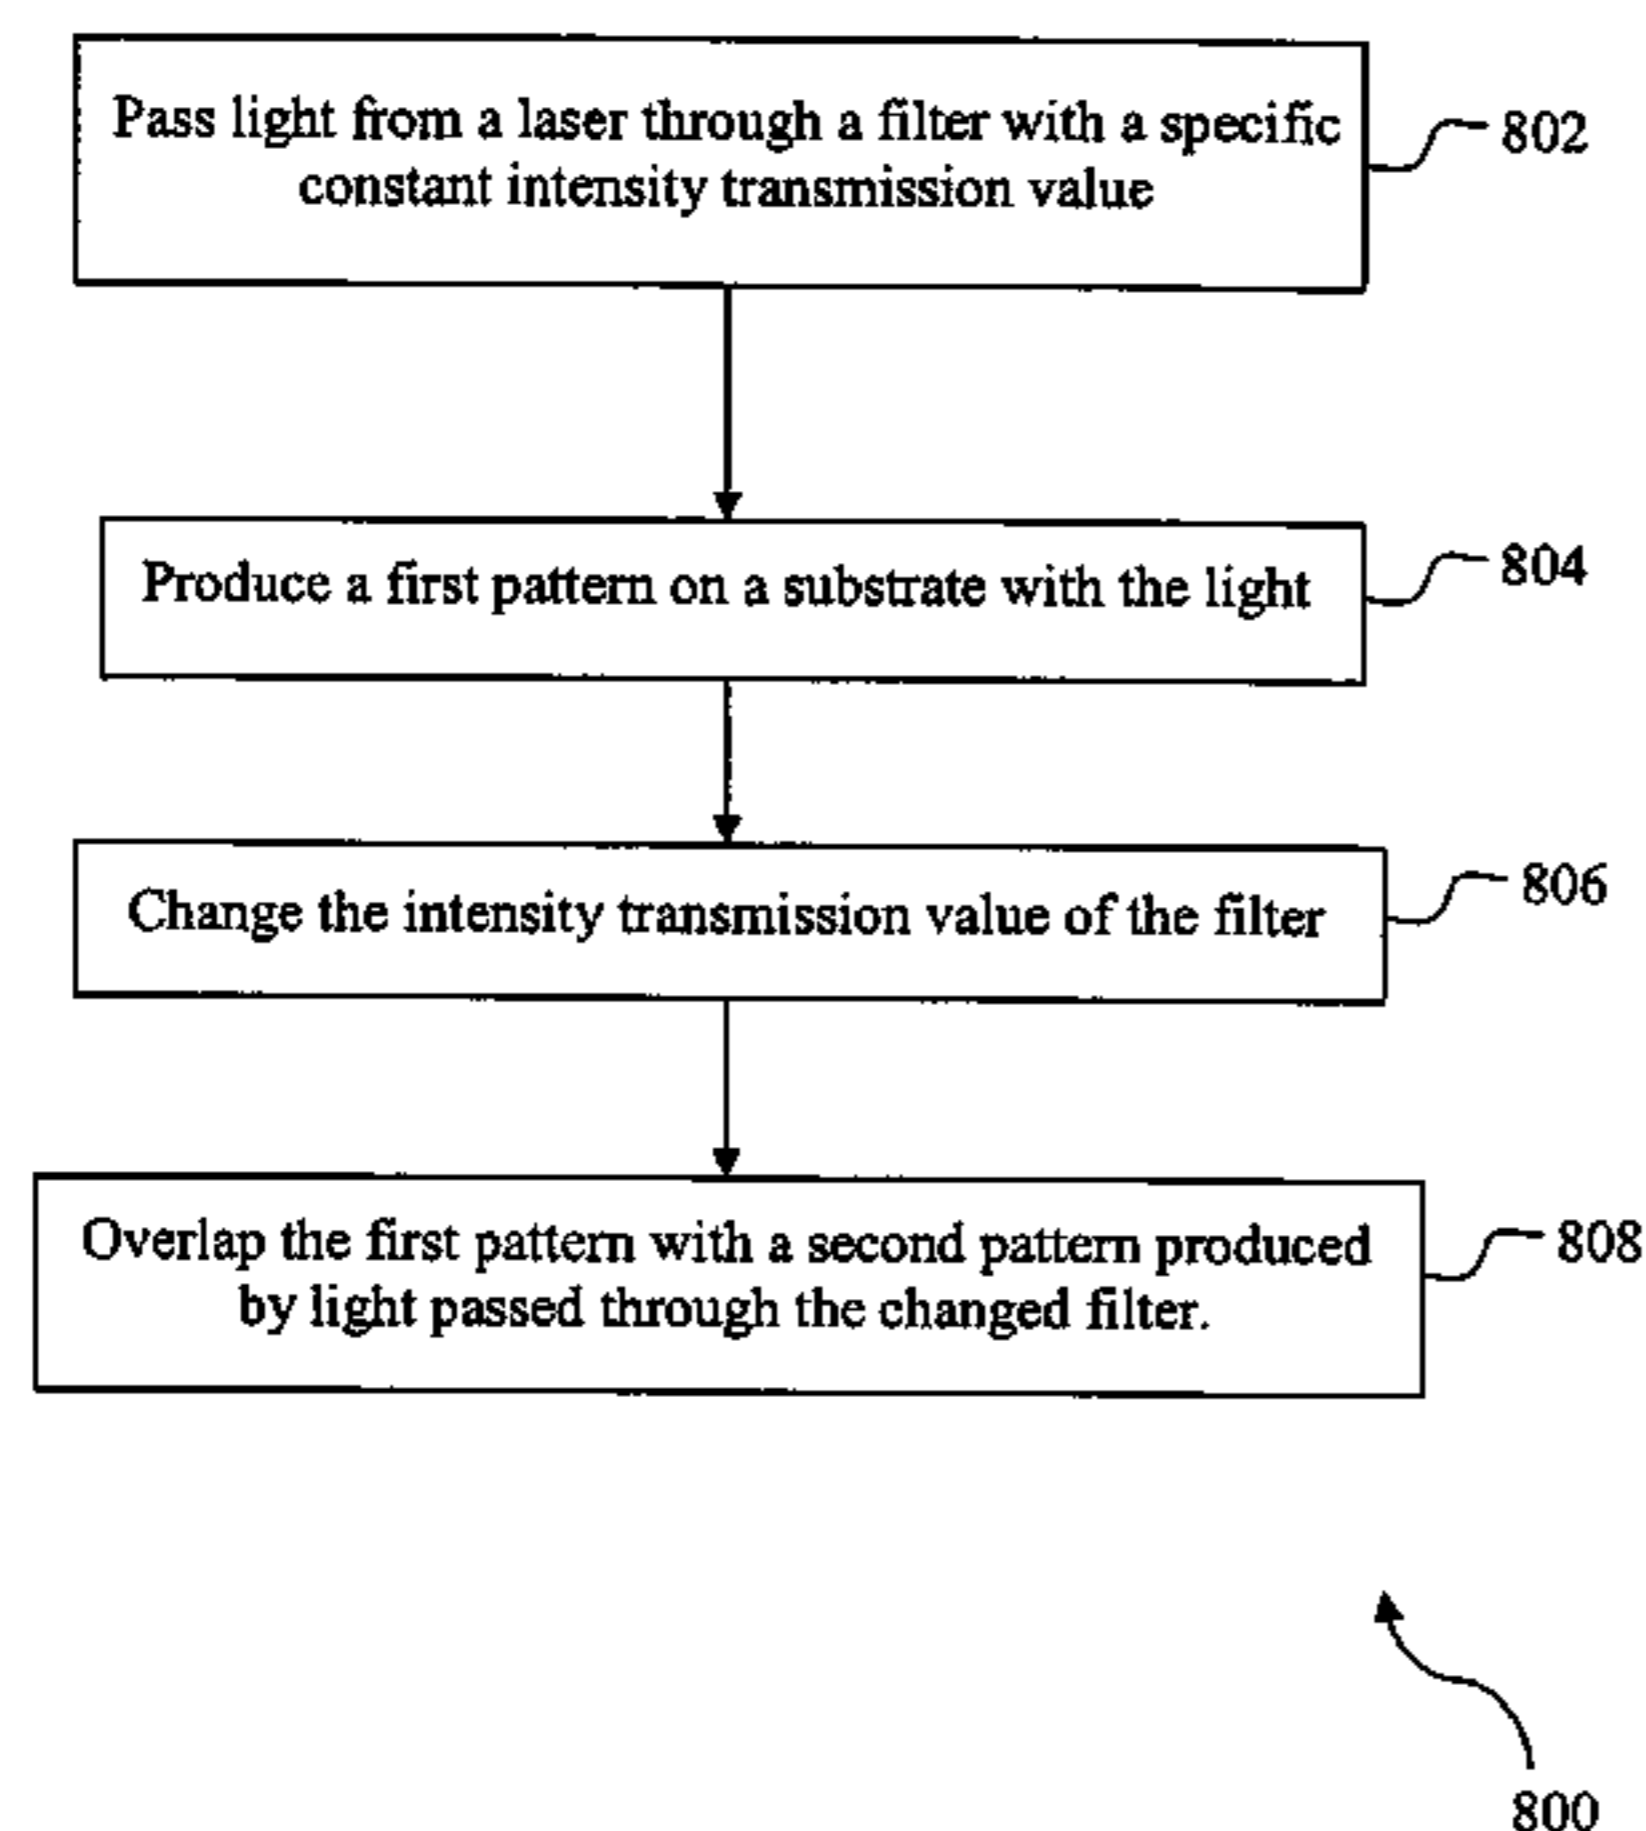 Pass light from a laser through a filter with a specific
constant intensity transmission value
802
Produce a first pattern on a substrate with the light
804
Change the intensity transmission value of the filter
806
Overlap the first pattern with a second pattern produced
by light passed through the changed filter.
808
800